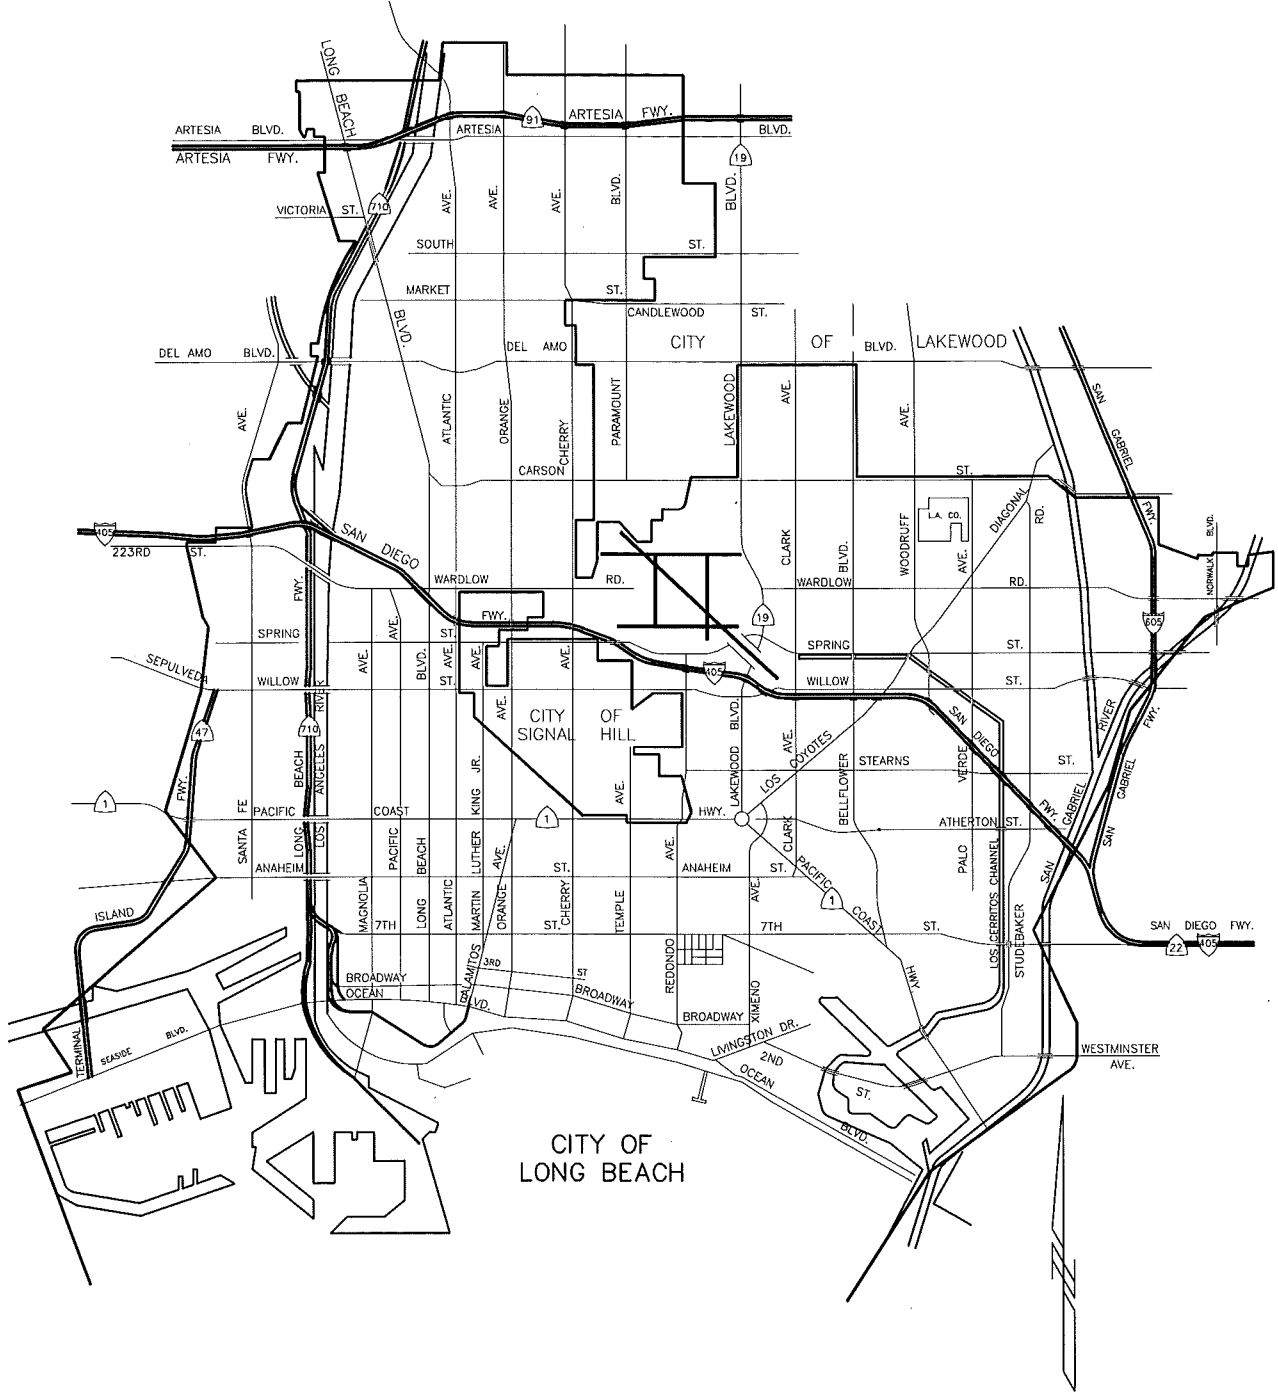 LONG BEACH
ARTESIA BLVD.
ARTESIA FWY.
ARTESIA
91
ARTESIA FWY.
BLVD.
19
BLVD.
710
VICTORIA ST.
AVE.
AVE.
AVE.
BLVD.
SOUTH ST.
MARKET ST.
CANDLEWOOD ST.
BLVD.
CITY OF LAKEWOOD
DEL AMO BLVD.
DEL AMO
BLVD.
AVE.
ATLANTIC
ORANGE
CHERRY
PARAMOUNT
LAKEWOOD
AVE.
AVE.
SAN GABRIEL FWY.
CARSON ST.
L.A. CO.
DIAGONAL
RD.
405
223RD ST.
SAN DIEGO
FWY.
CLARK
BLVD.
WOODRUFF
AVE.
NORWALK BLVD.
WARDLOW RD.
WARDLOW RD.
FWY.
19
605
SPRING ST.
SPRING ST.
AVE.
AVE.
BLVD.
AVE.
AVE.
AVE.
SEPULVEDA
WILLOW ST.
405
WILLOW ST.
RIVER
AVE.
CITY OF
SIGNAL HILL
BLVD.
SAN DIEGO
FWY.
RIVER
FWY.
47
710
FWY.
BEACH
ANGELES
LOS COYOTES
AVE.
STEARNS ST.
VERDE
GABRIEL
GABRIEL
1
PACIFIC COAST
1
HWY.
LAKEWOOD
BELLFLOWER
ATHERTON ST.
SANTA FE
LONG
LOS
PACIFIC
BEACH
MARTIN LUTHER KING JR.
AVE.
AVE.
AVE.
CLARK
SAN
ANAHEIM ST.
ANAHEIM ST.
PACIFIC
1
COAST
HWY.
AVE.
PALO
SAN
ISLAND
MAGNOLIA
LONG
ATLANTIC
ORANGE
CHERRY
TEMPLE
7TH ST.
7TH ST.
SAN DIEGO FWY.
22
405
REDONDO
XIMENO
LOS CERRITOS CHANNEL
STUDEBAKER
3RD ST
BROADWAY
OCEAN
ALAMITOS
BLVD.
BROADWAY
BROADWAY
LIVINGSTON DR.
2ND
ST.
OCEAN
BLVD.
WESTMINSTER
AVE.
TERMINAL
SEASIDE BLVD.
CITY OF
LONG BEACH